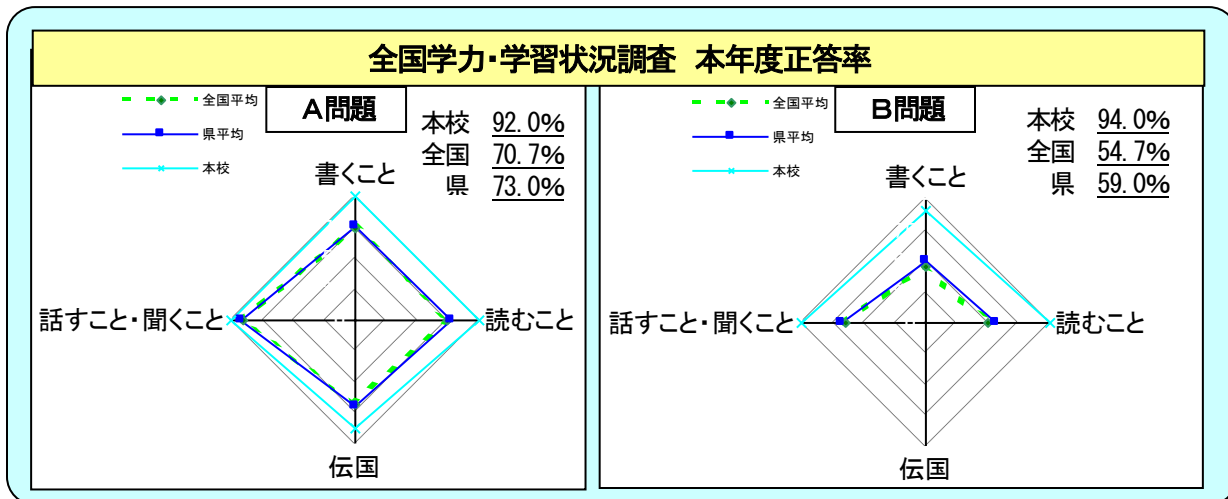 全国学力・学習状況調査 本年度正答率
全国平均
県平均
本校
A問題
本校 92.0%
全国 70.7%
県 73.0%
書くこと
話すこと・聞くこと
読むこと
伝国
全国平均
県平均
本校
B問題
本校 94.0%
全国 54.7%
県 59.0%
書くこと
話すこと・聞くこと
読むこと
伝国